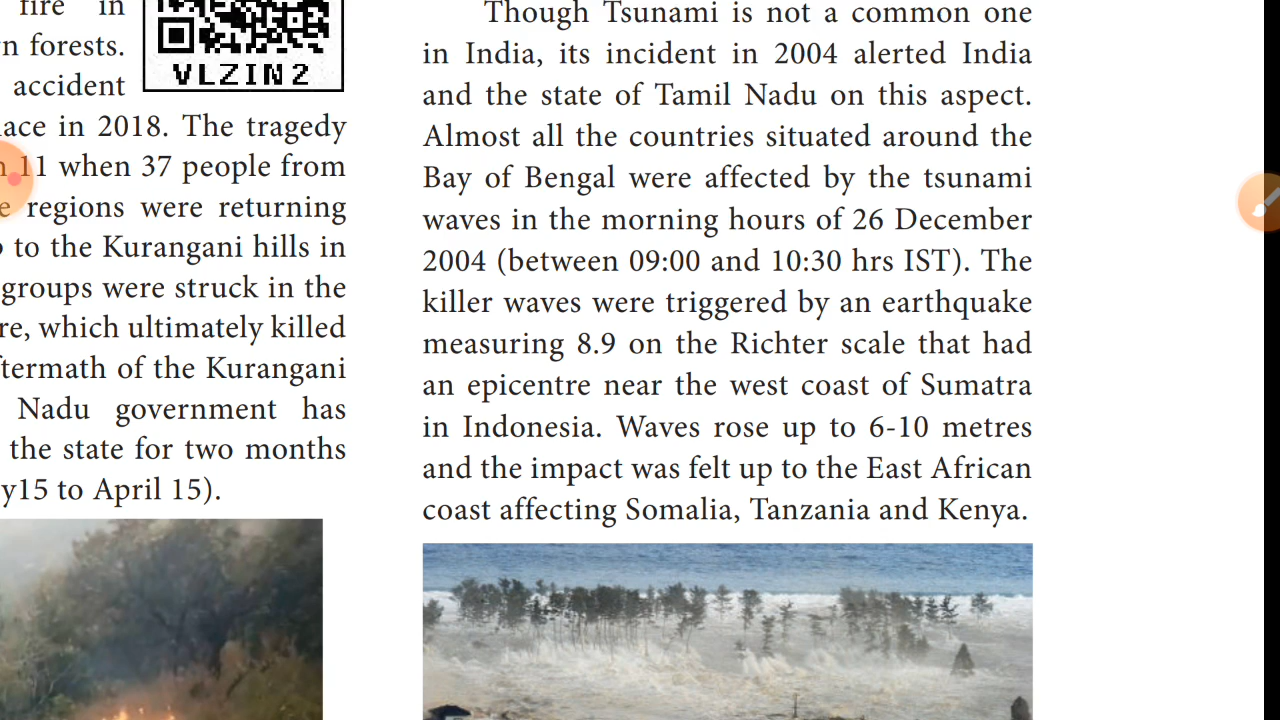 fire in
forests.
VLZIN2
accident
in 2018. The tragedy
11 when 37 people from
regions were returning
to the Kurangani hills in
groups were struck in the
which ultimately killed
of the Kurangani
Nadu government has
the state for two months
15 to April 15).
Though Tsunami is not a common one
in India, its incident in 2004 alerted India
and the state of Tamil Nadu on this aspect.
Almost all the countries situated around the
Bay of Bengal were affected by the tsunami
waves in the morning hours of 26 December
2004 (between 09:00 and 10:30 hrs IST). The
killer waves were triggered by an earthquake
measuring 8.9 on the Richter scale that had
an epicentre near the west coast of Sumatra
in Indonesia. Waves rose up to 6-10 metres
and the impact was felt up to the East African
coast affecting Somalia, Tanzania and Kenya.